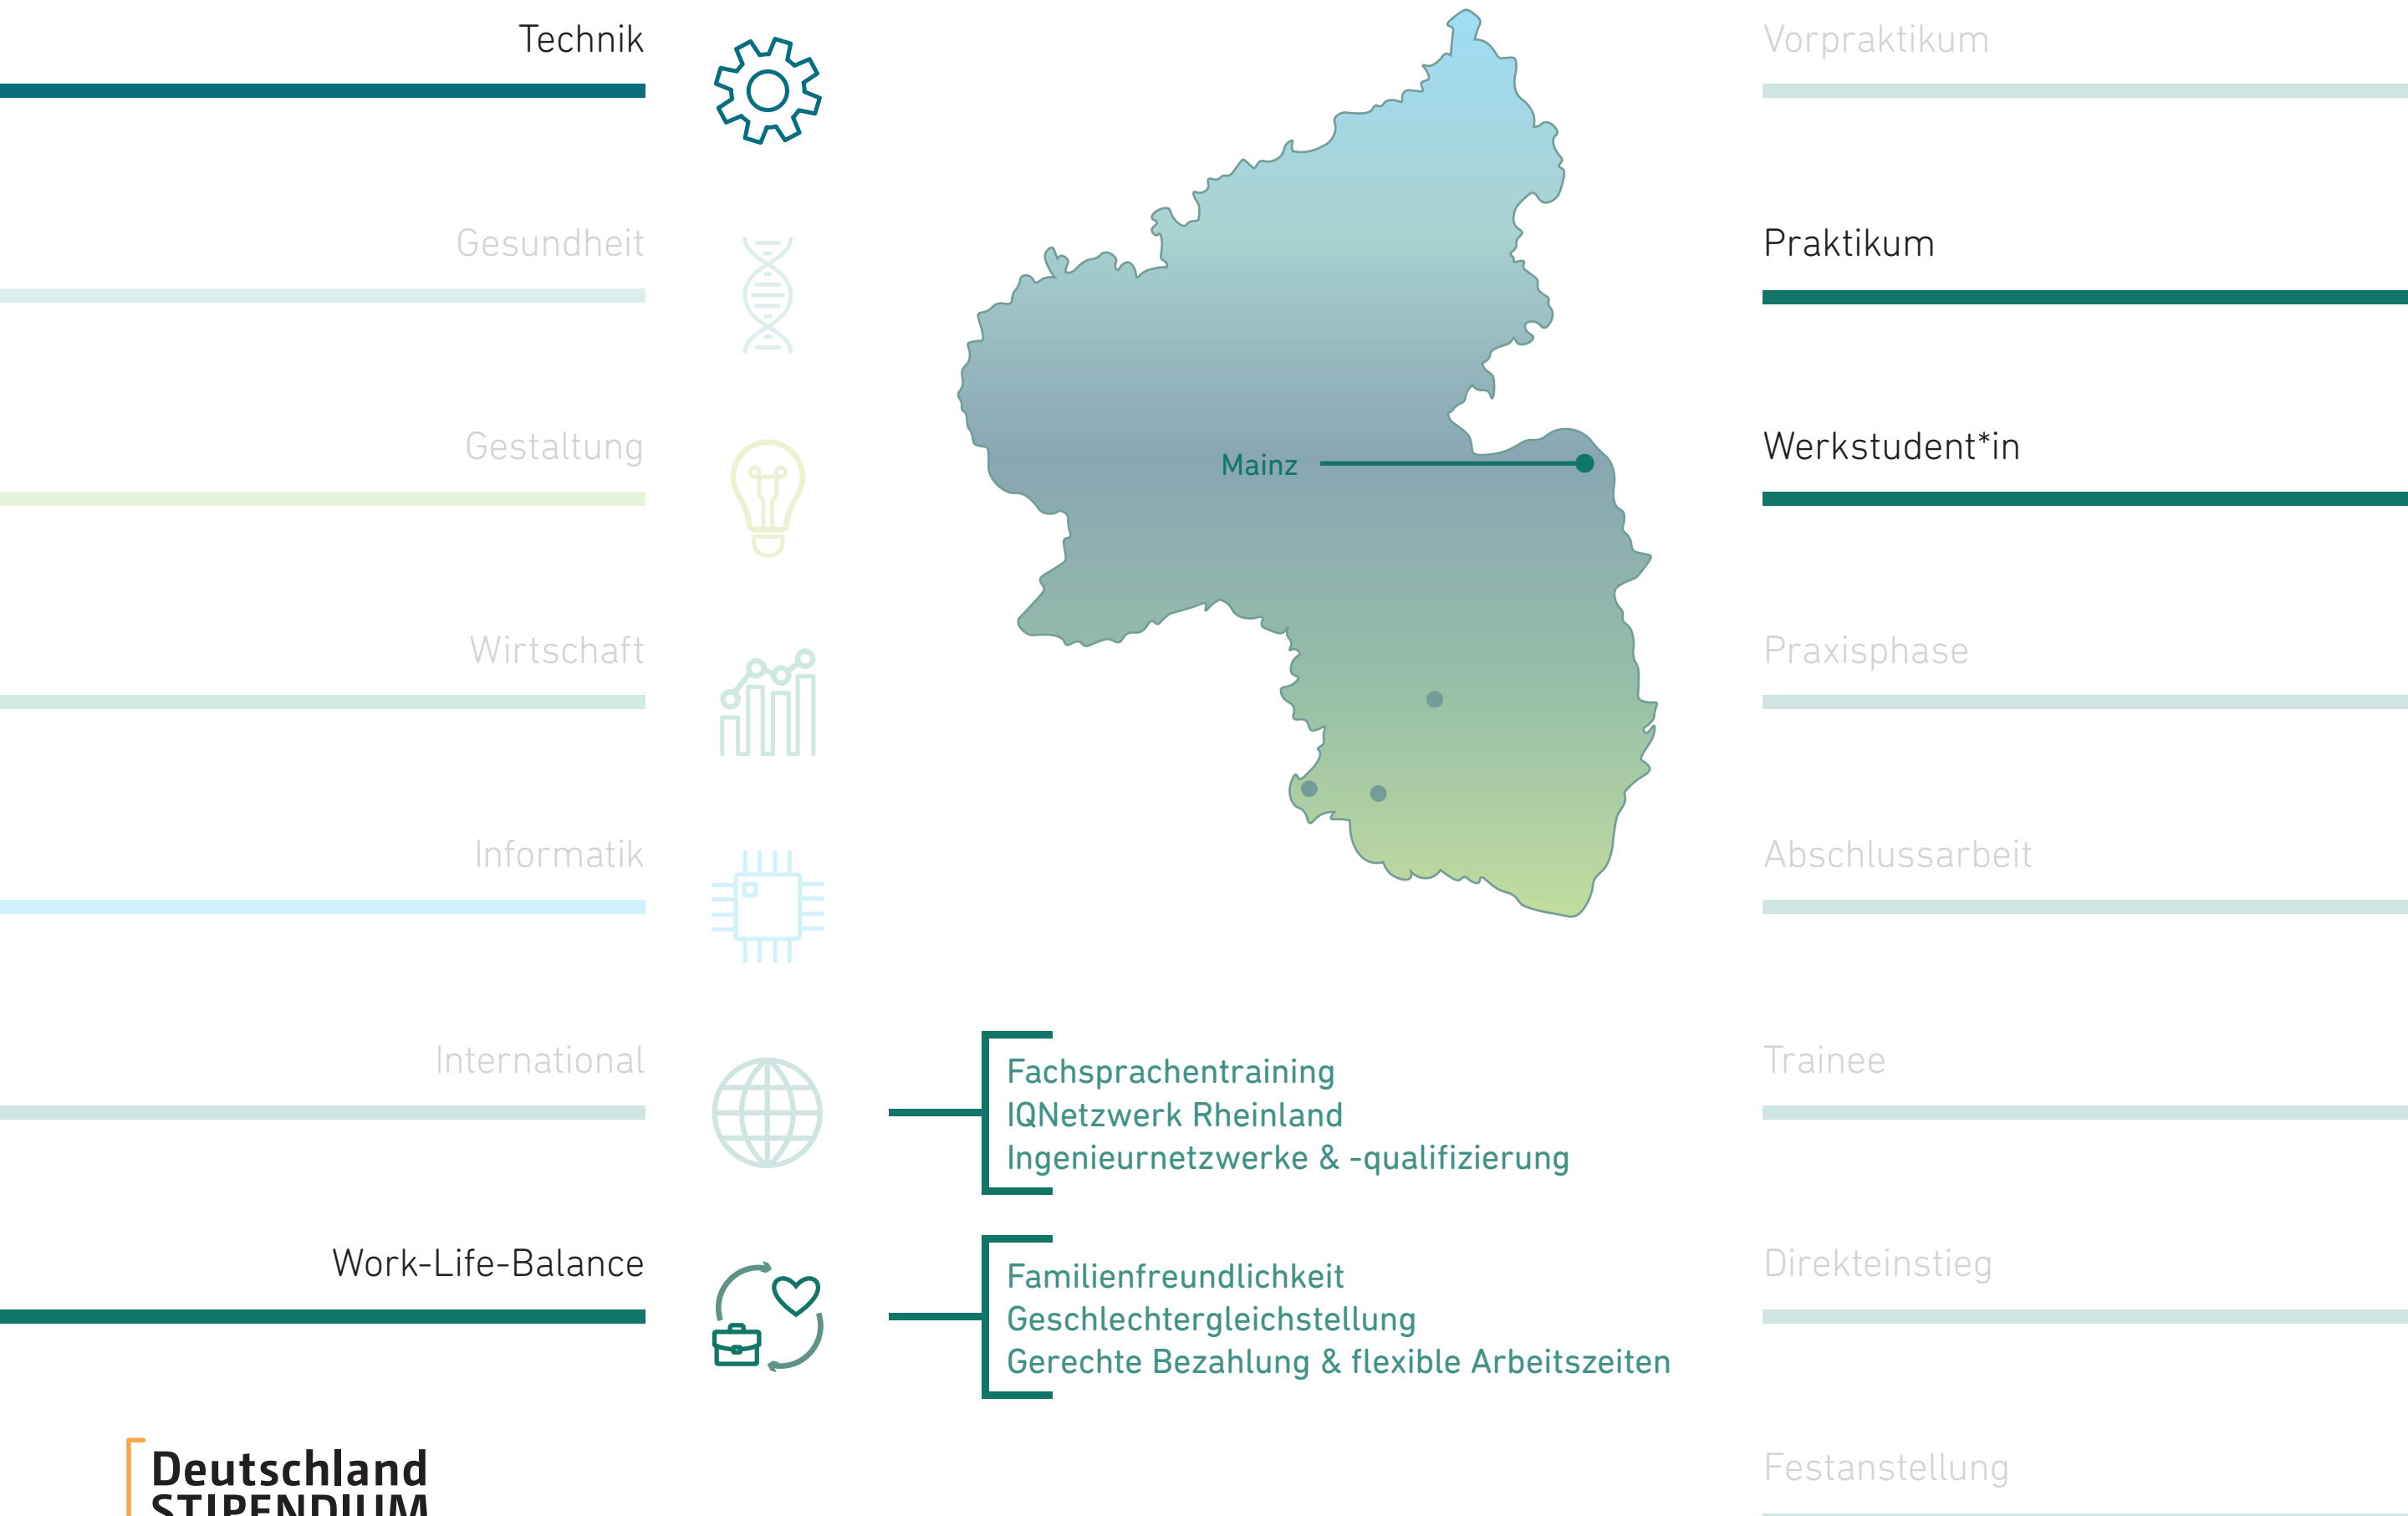 Technik
Gesundheit
Gestaltung
Wirtschaft
Informatik
International
Work-Life-Balance
Mainz
Fachsprachentraining
IQNetzwerk Rheinland
Ingenieurnetzwerke & -qualifizierung
Familienfreundlichkeit
Geschlechtergleichstellung
Gerechte Bezahlung & flexible Arbeitszeiten
Vorpraktikum
Praktikum
Werkstudent*in
Praxisphase
Abschlussarbeit
Trainee
Direkteinstieg
Festanstellung
Deutschland
STIPENDIUM